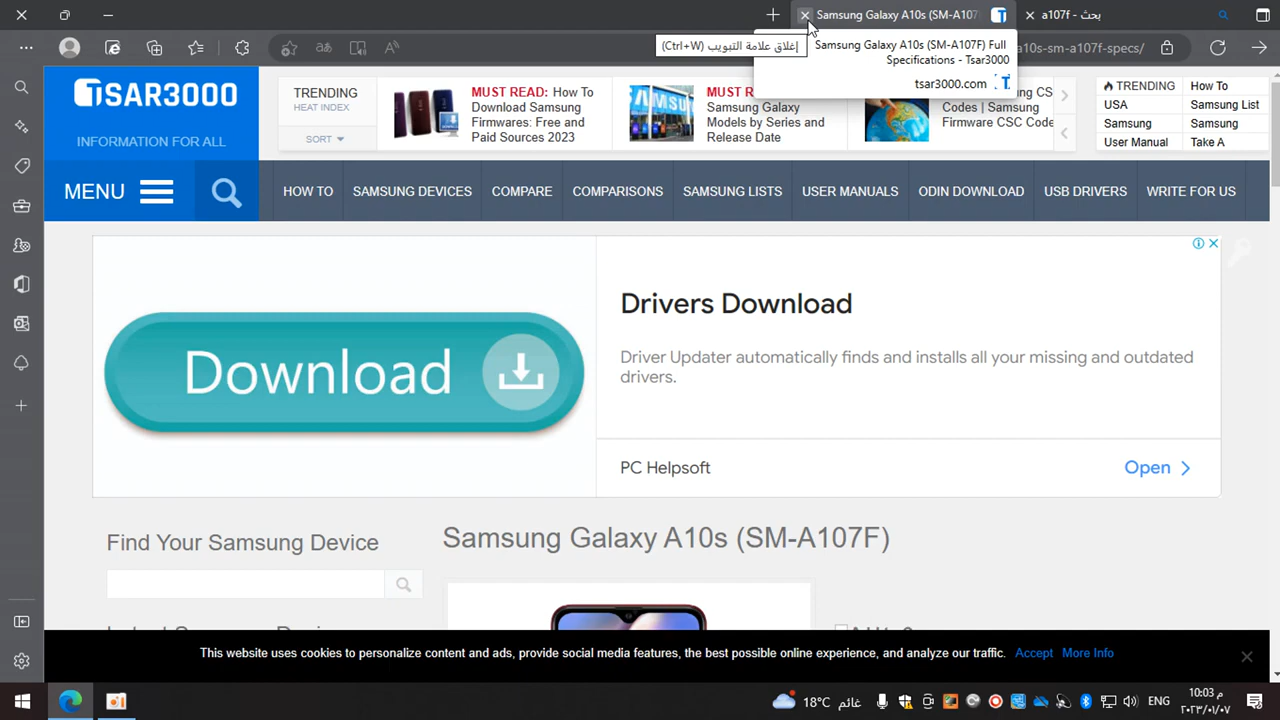 Samsung Galaxy A10s (SM-A107
a107f - بحث
إغلاق علامة التبويب (Ctrl+W)
Samsung Galaxy A10s (SM-A107F) Full
Specifications - Tsar3000
tsar3000.com
a10s-sm-a107f-specs/
TSAR3000
INFORMATION FOR ALL
TRENDING
HEAT INDEX
SORT
MUST READ: How To
Download Samsung
Firmwares: Free and
Paid Sources 2023
MUST R
Samsung Galaxy
Models by Series and
Release Date
g CS
Codes | Samsung
Firmware CSC Code
TRENDING
USA
Samsung
User Manual
How To
Samsung List
Samsung
Take A
MENU
HOW TO
SAMSUNG DEVICES
COMPARE
COMPARISONS
SAMSUNG LISTS
USER MANUALS
ODIN DOWNLOAD
USB DRIVERS
WRITE FOR US
Download
Drivers Download
Driver Updater automatically finds and installs all your missing and outdated
drivers.
PC Helpsoft
Open
Find Your Samsung Device
Samsung Galaxy A10s (SM-A107F)
This website uses cookies to personalize content and ads, provide social media features, the best possible online experience, and analyze our traffic.
Accept
More Info
18°C غائم
ENG
10:03 م
٢٠٢٣/٠١/٠٧